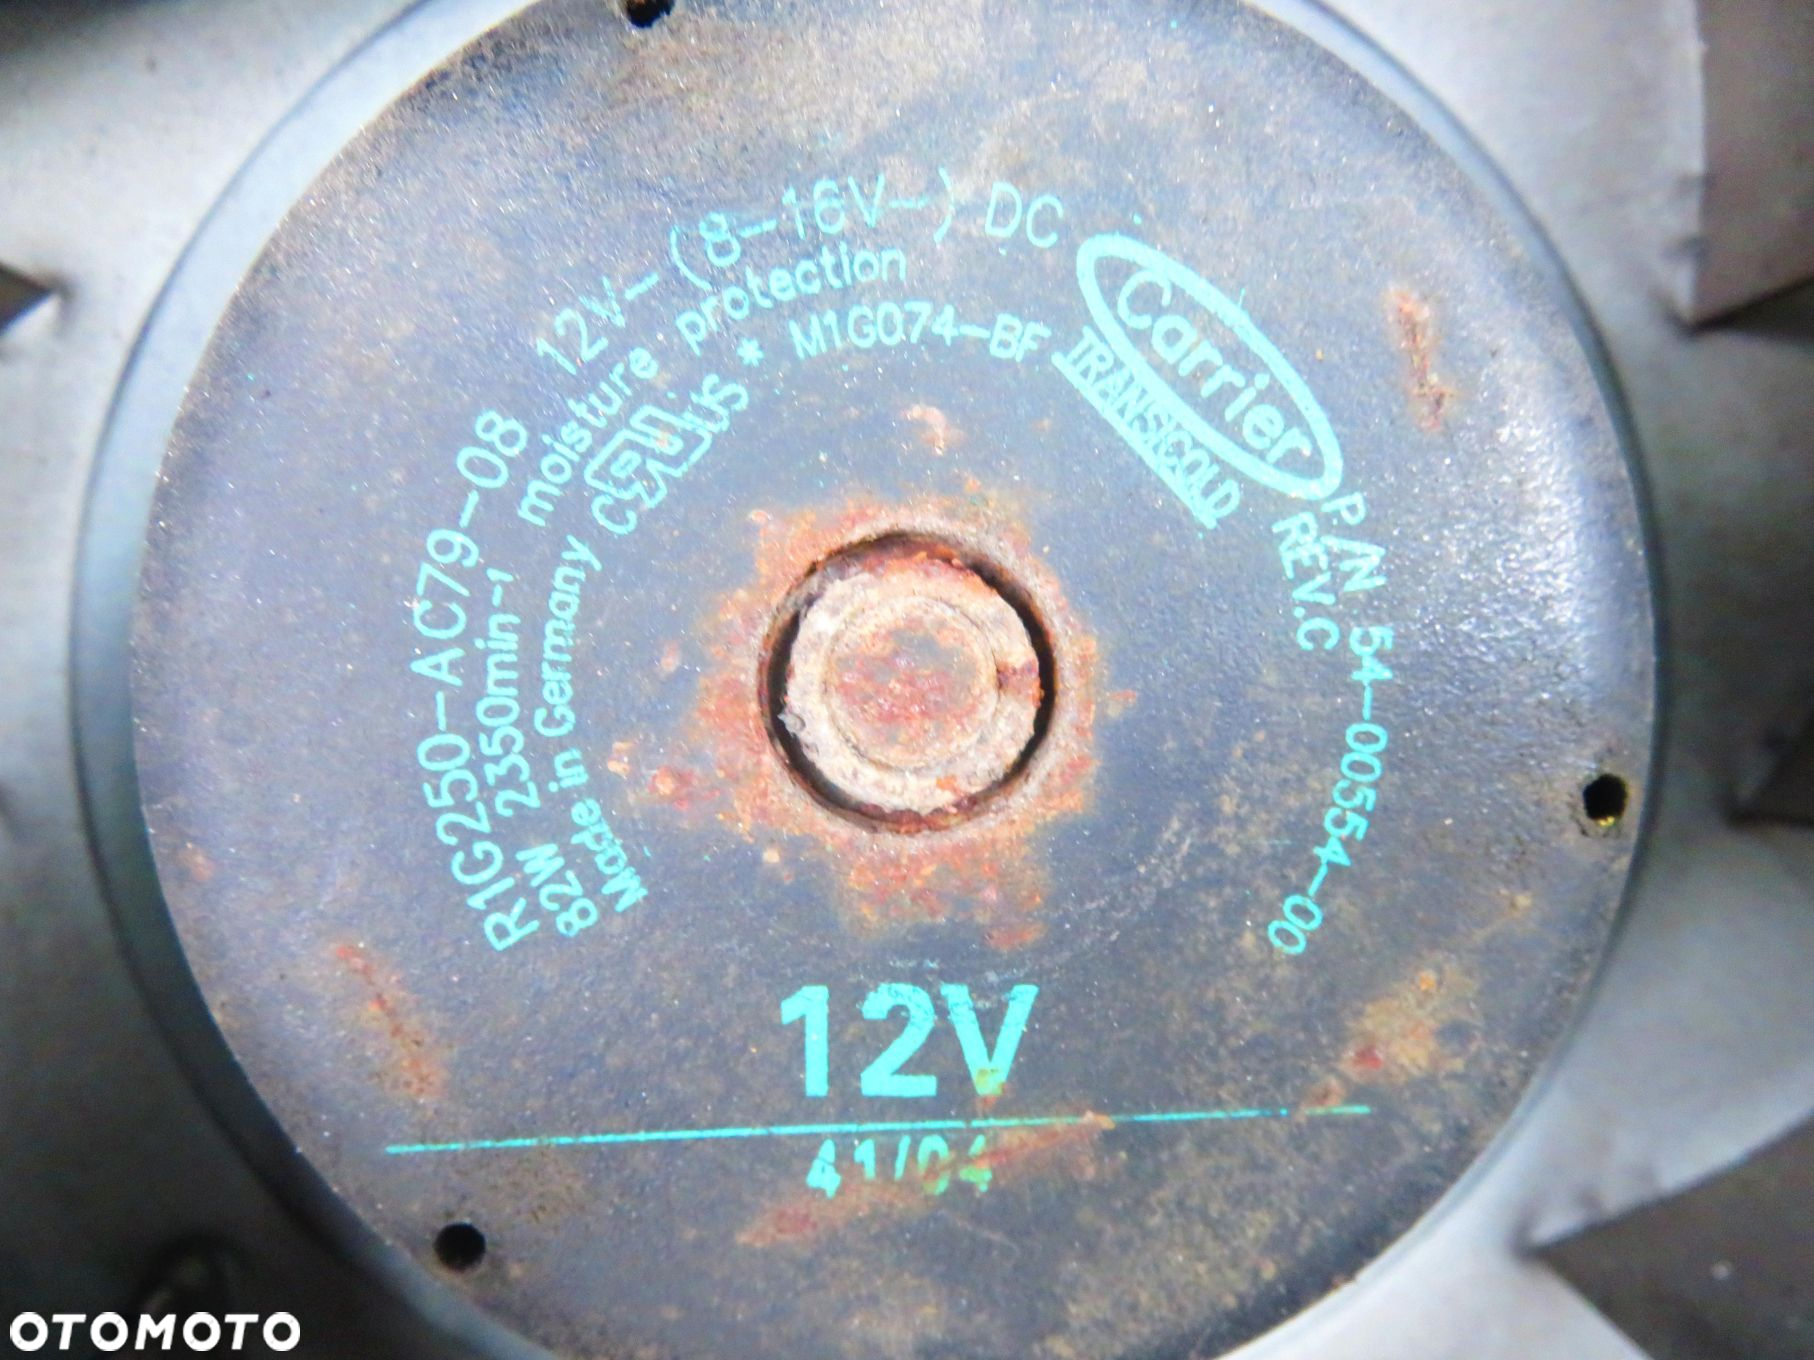 R1G250-AC79-08 12V-(8-16V-) DC
82W 2350min-1 moisture protection
Made in Germany cRUus * M1G074-BF
Carrier
TRANSICOLD
P/N 54-00554-00
REV.C
12V
41/04
OTOMOTO